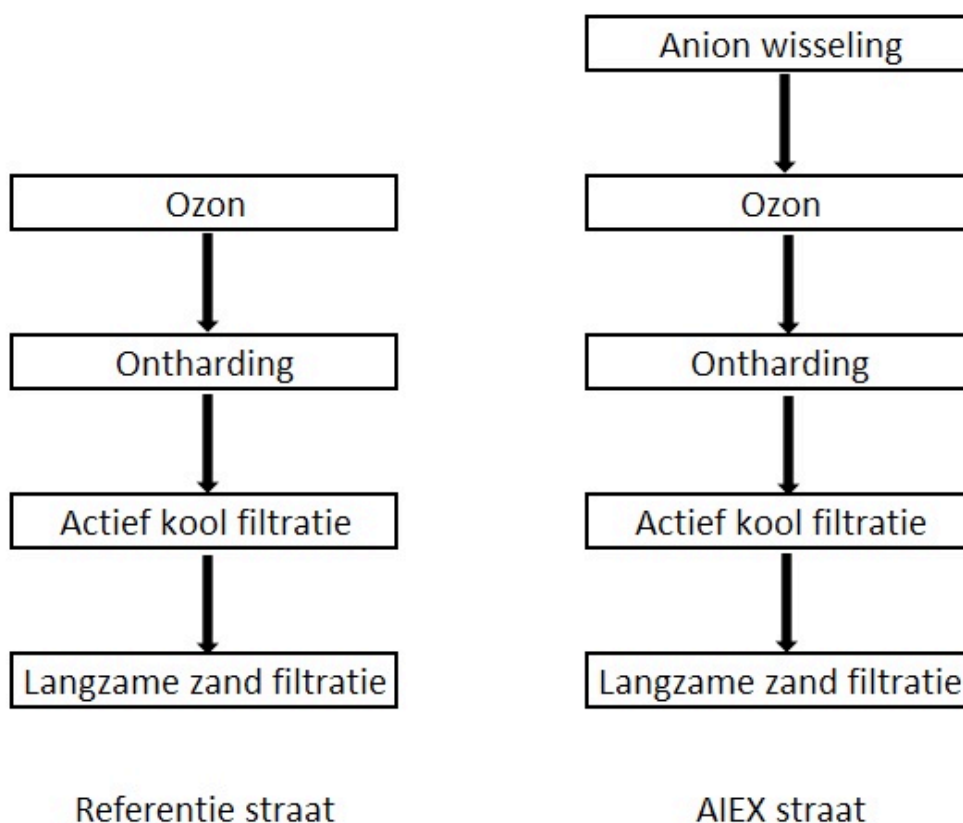 Ozon
Ontharding
Actief kool filtratie
Langzame zand filtratie
Referentie straat
Anion wisseling
Ozon
Ontharding
Actief kool filtratie
Langzame zand filtratie
AIEX straat